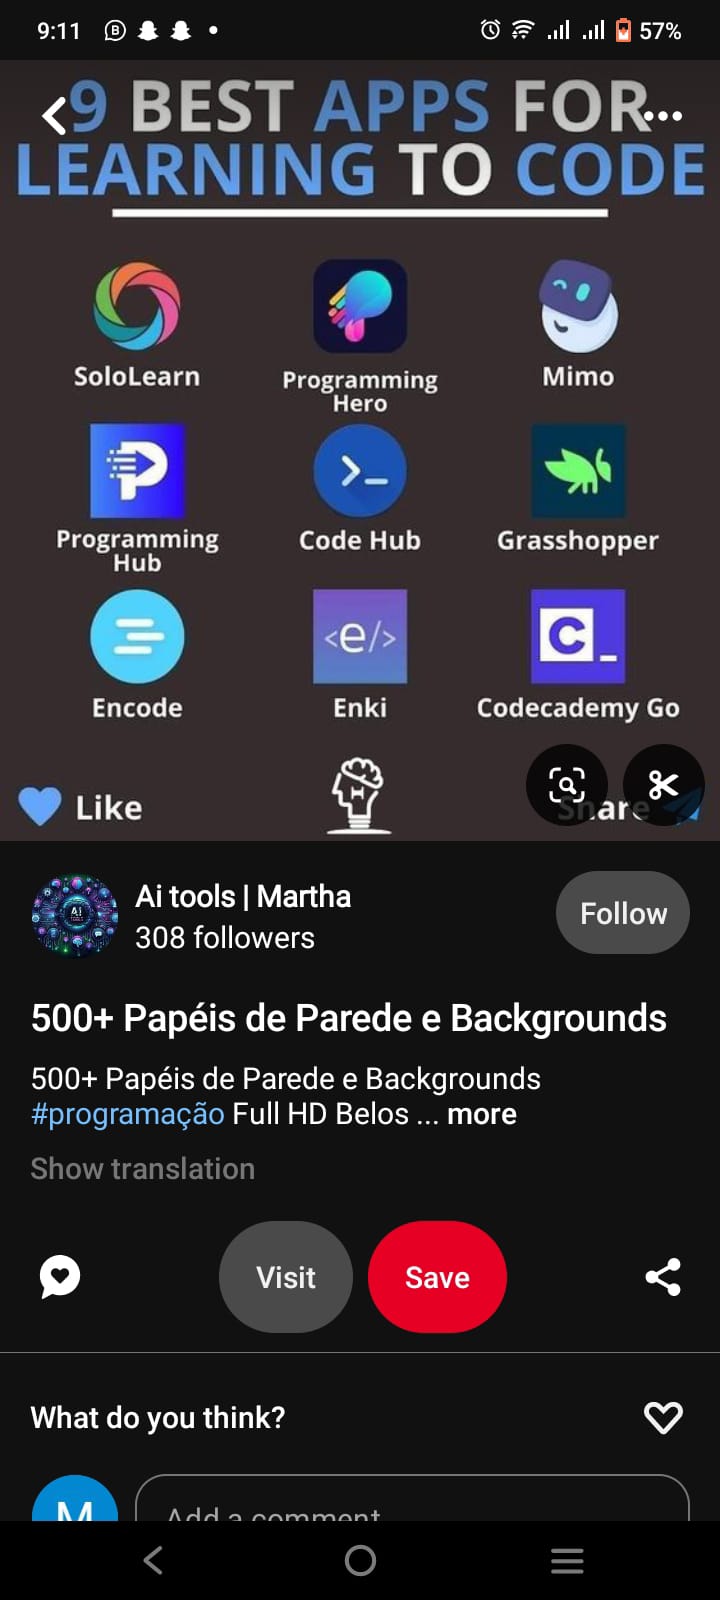 9:11
57%
9 BEST APPS FOR
LEARNING TO CODE
SoloLearn
Programming
Hero
Mimo
Programming
Hub
Code Hub
Grasshopper
<e/>
C_
Encode
Enki
Codecademy Go
Like
Share
AI
Ai tools | Martha
308 followers
Follow
500+ Papéis de Parede e Backgrounds
500+ Papéis de Parede e Backgrounds
#programação Full HD Belos ... more
Show translation
Visit
Save
What do you think?
M
Add a comment